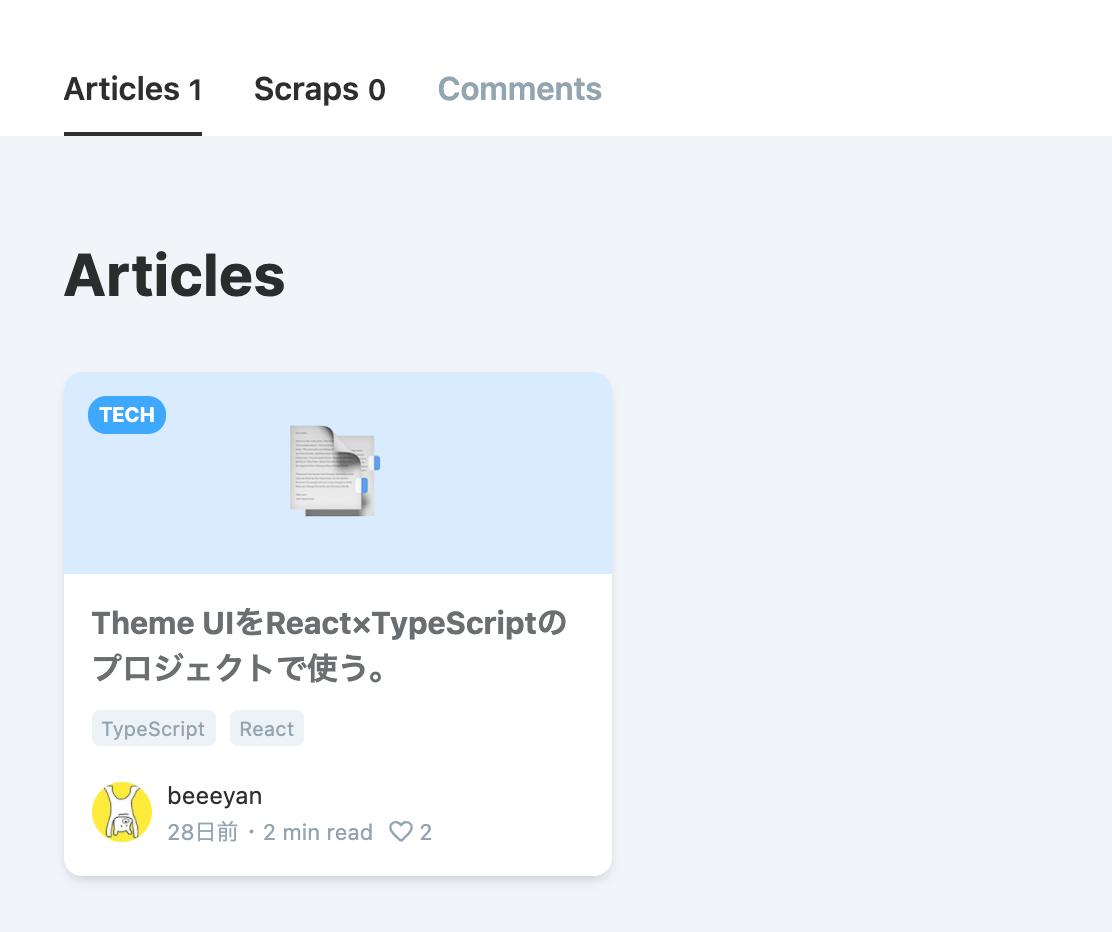 Articles 1 Scraps 0 Comments
Articles
TECH
Theme UIをReact×TypeScriptの
プロジェクトで使う。
TypeScript React
beeeyan
28日前・2 min read ♡ 2